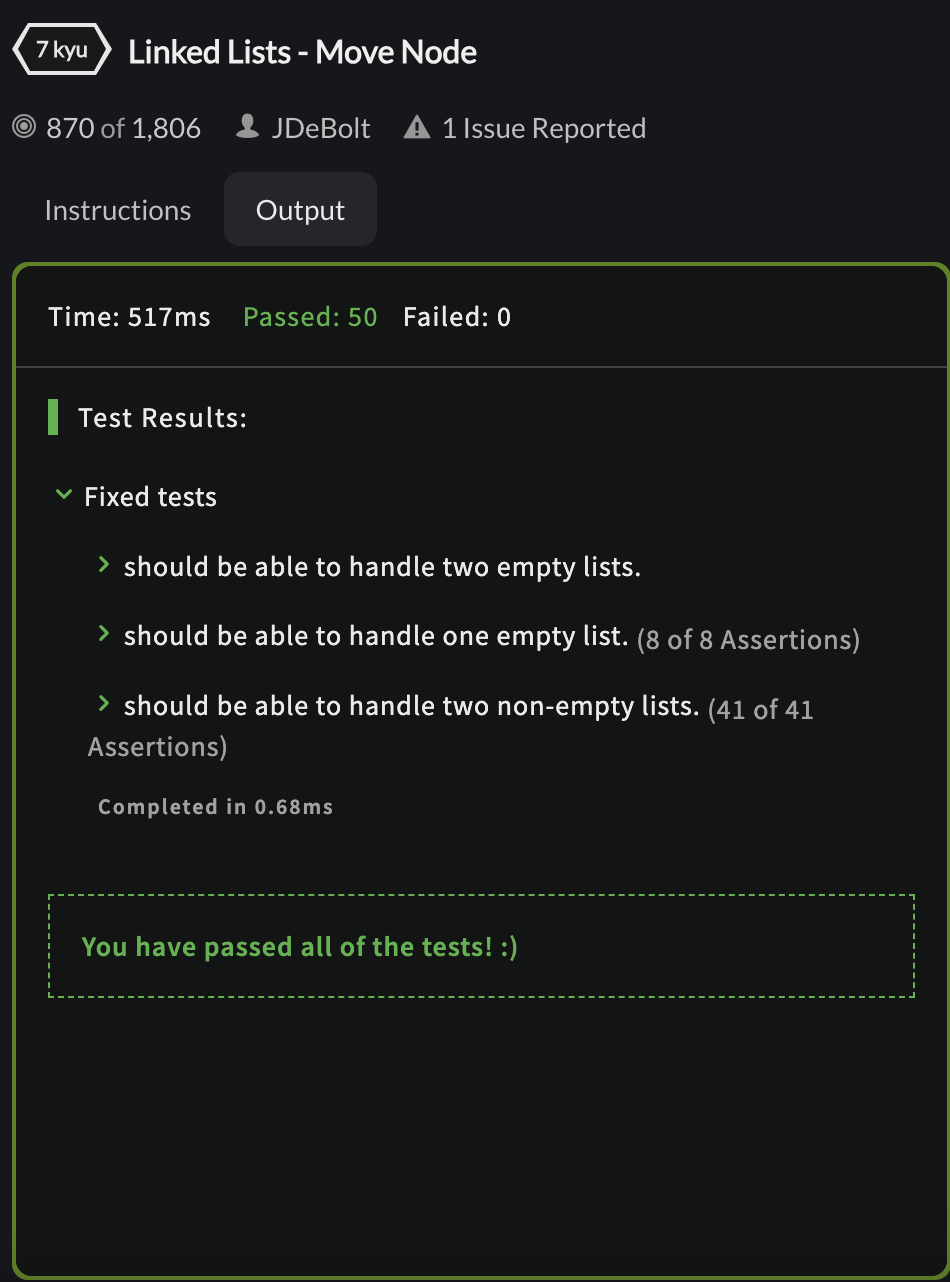 7 kyu Linked Lists - Move Node
870 of 1,806 JDeBolt 1 Issue Reported
Instructions Output
Time: 517ms Passed: 50 Failed: 0
Test Results:
Fixed tests
should be able to handle two empty lists.
should be able to handle one empty list. (8 of 8 Assertions)
should be able to handle two non-empty lists. (41 of 41
Assertions)
Completed in 0.68ms
You have passed all of the tests! :)